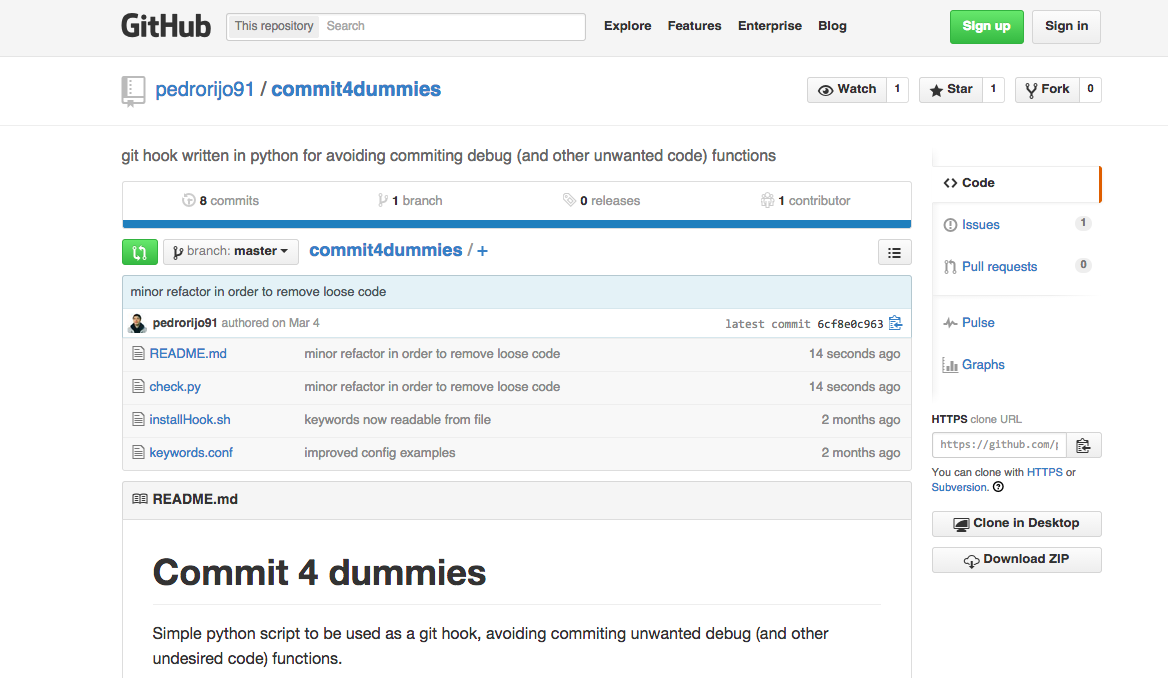 GitHub This repository Search Explore Features Enterprise Blog Sign up Sign in
pedrorijo91 / commit4dummies Watch 1 Star 1 Fork 0
git hook written in python for avoiding commiting debug (and other unwanted code) functions
8 commits 1 branch 0 releases 1 contributor
branch: master commit4dummies / +
minor refactor in order to remove loose code
pedrorijo91 authored on Mar 4 latest commit 6cf8e0c963
README.md minor refactor in order to remove loose code 14 seconds ago
check.py minor refactor in order to remove loose code 14 seconds ago
installHook.sh keywords now readable from file 2 months ago
keywords.conf improved config examples 2 months ago
README.md
Commit 4 dummies
Simple python script to be used as a git hook, avoiding commiting unwanted debug (and other
undesired code) functions.
Code
Issues 1
Pull requests 0
Pulse
Graphs
HTTPS clone URL
https://github.com/
You can clone with HTTPS or
Subversion.
Clone in Desktop
Download ZIP